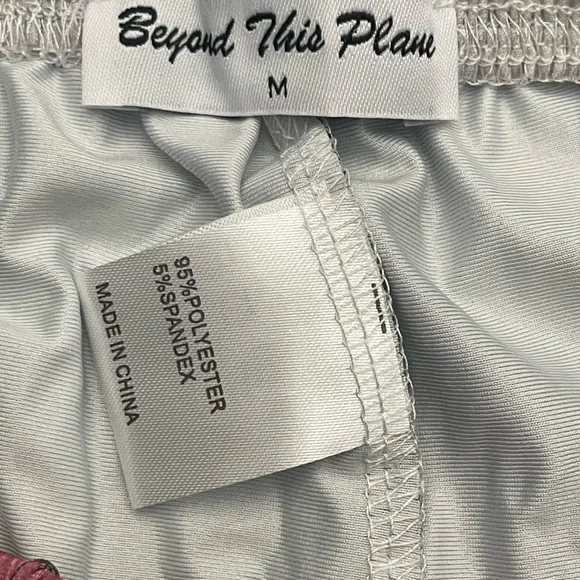 Beyond This Plane
M
95%POLYESTER
5%SPANDEX
MADE IN CHINA